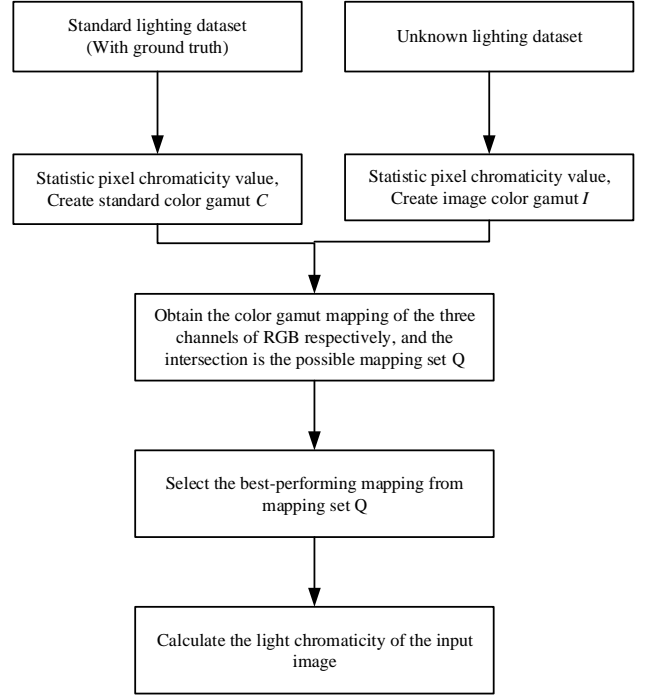 Standard lighting dataset
(With ground truth)
Unknown lighting dataset
Statistic pixel chromaticity value,
Create standard color gamut C
Statistic pixel chromaticity value,
Create image color gamut I
Obtain the color gamut mapping of the three
channels of RGB respectively, and the
intersection is the possible mapping set Q
Select the best-performing mapping from
mapping set Q
Calculate the light chromaticity of the input
image